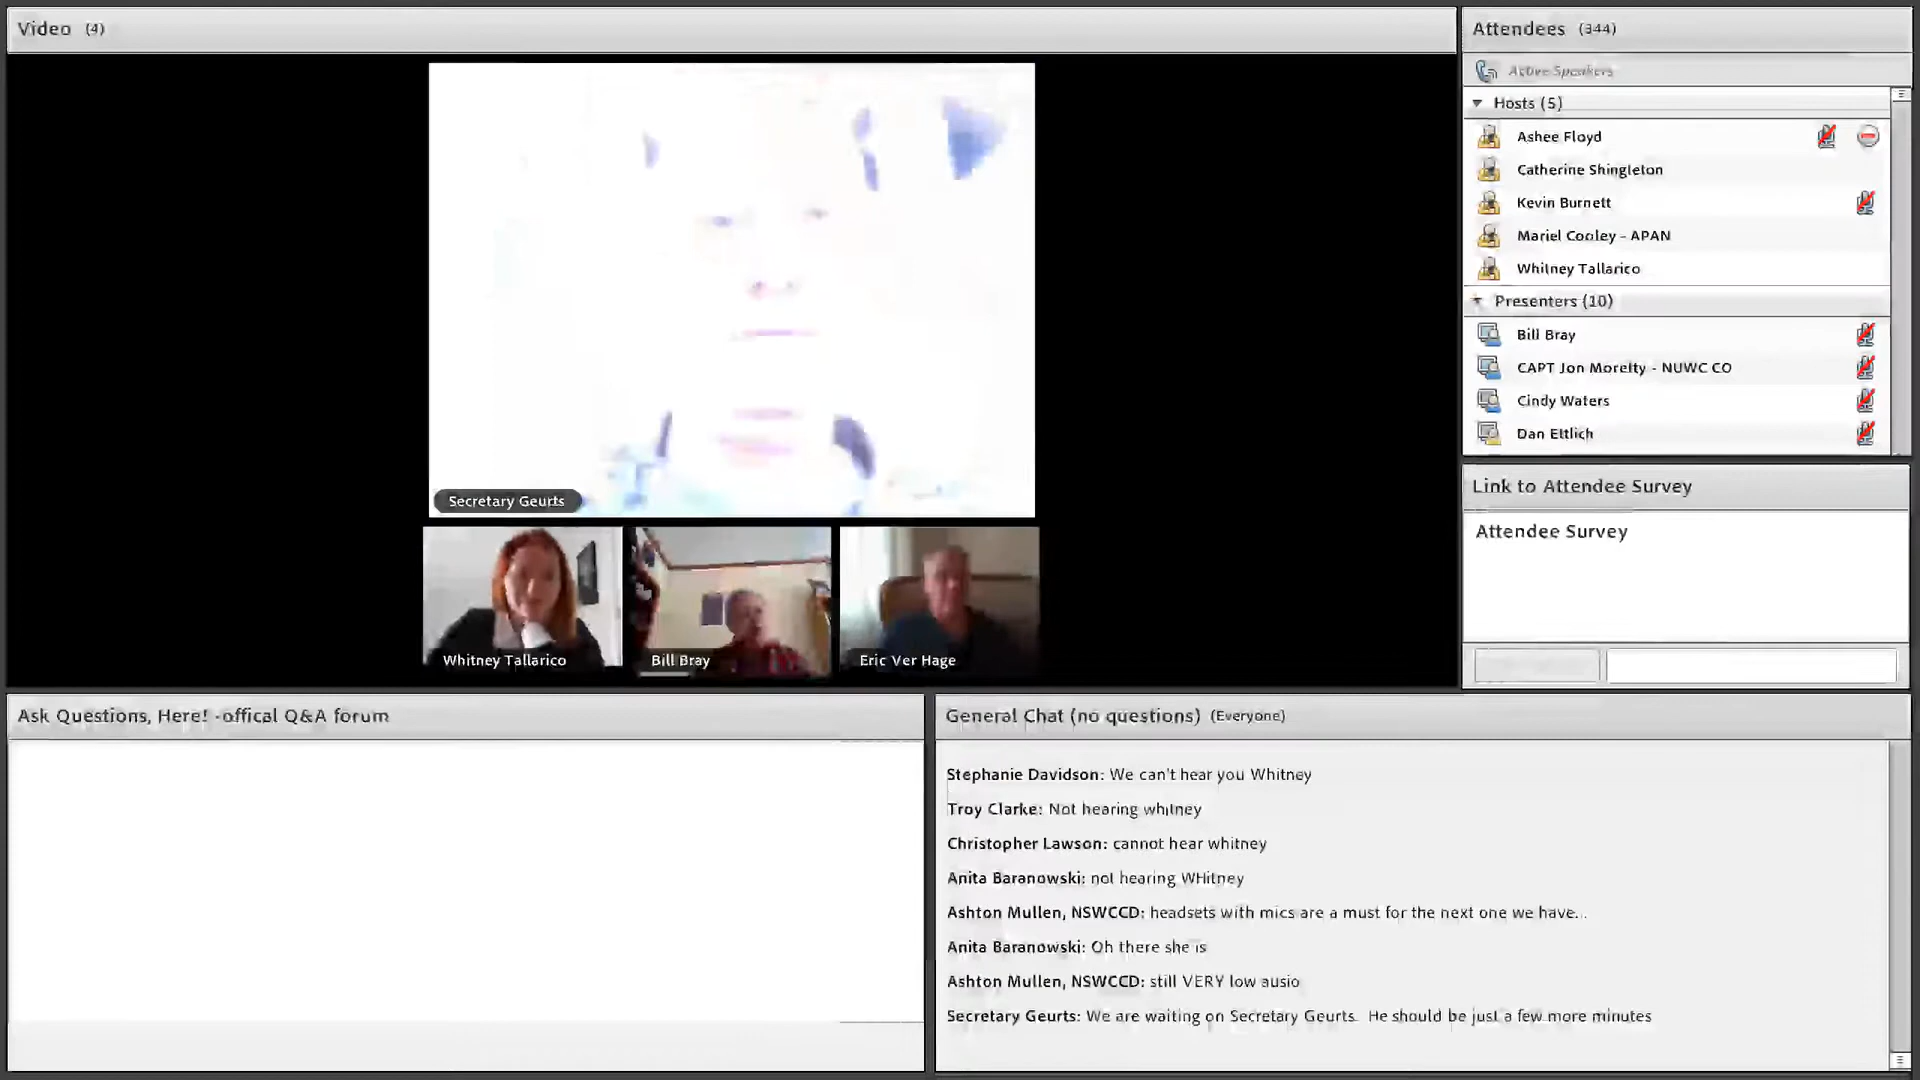 Video (4)
Secretary Geurts
Whitney Tallarico
Bill Bray
Eric Ver Hage
Attendees (344)
Active Speakers
Hosts (5)
Ashee Floyd
Catherine Shingleton
Kevin Burnett
Mariel Cooley - APAN
Whitney Tallarico
Presenters (10)
Bill Bray
CAPT Jon Morelty - NUWC CO
Cindy Waters
Dan Ettlich
Link to Attendee Survey
Attendee Survey
Ask Questions, Here! -offical Q&A forum
General Chat (no questions) (Everyone)
Stephanie Davidson: We can't hear you Whitney
Troy Clarke: Not hearing whitney
Christopher Lawson: cannot hear whitney
Anita Baranowski: not hearing WHitney
Ashton Mullen, NSWCCD: headsets with mics are a must for the next one we have...
Anita Baranowski: Oh there she is
Ashton Mullen, NSWCCD: still VERY low ausio
Secretary Geurts: We are waiting on Secretary Geurts. He should be just a few more minutes